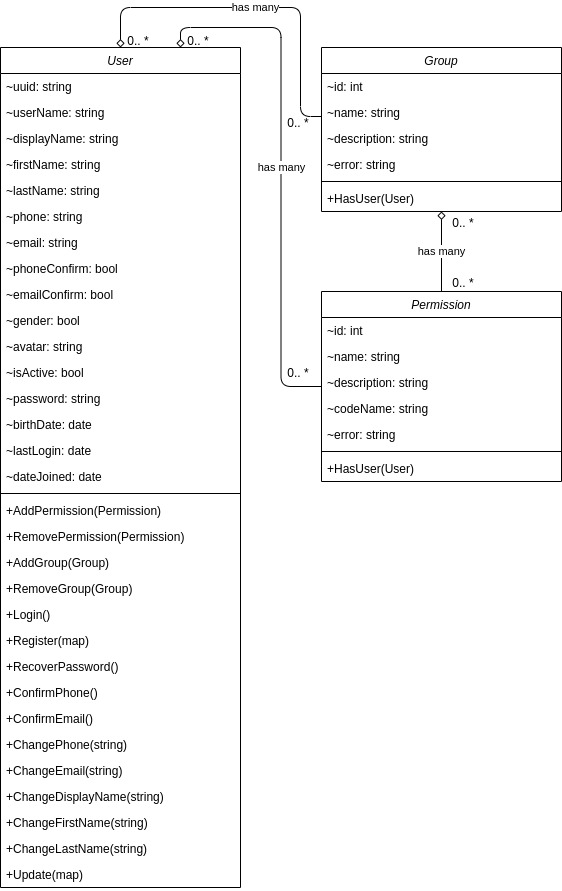 has many
0.. *
0.. *
User
~uuid: string
~userName: string
~displayName: string
~firstName: string
~lastName: string
~phone: string
~email: string
~phoneConfirm: bool
~emailConfirm: bool
~gender: bool
~avatar: string
~isActive: bool
~password: string
~birthDate: date
~lastLogin: date
~dateJoined: date
+AddPermission(Permission)
+RemovePermission(Permission)
+AddGroup(Group)
+RemoveGroup(Group)
+Login()
+Register(map)
+RecoverPassword()
+ConfirmPhone()
+ConfirmEmail()
+ChangePhone(string)
+ChangeEmail(string)
+ChangeDisplayName(string)
+ChangeFirstName(string)
+ChangeLastName(string)
+Update(map)
0.. *
has many
0.. *
Group
~id: int
~name: string
~description: string
~error: string
+HasUser(User)
0.. *
has many
0.. *
Permission
~id: int
~name: string
~description: string
~codeName: string
~error: string
+HasUser(User)